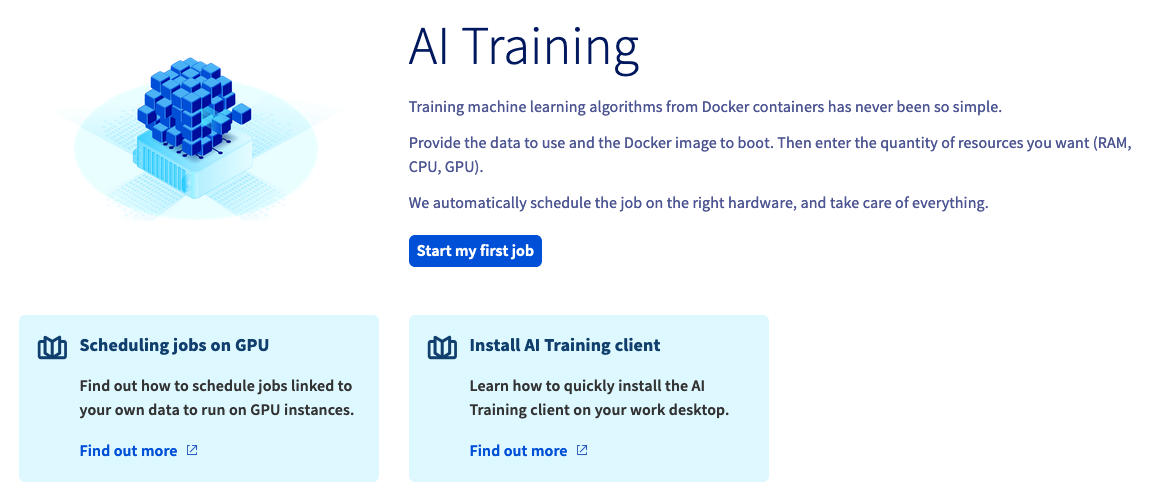 AI Training
Training machine learning algorithms from Docker containers has never been so simple.
Provide the data to use and the Docker image to boot. Then enter the quantity of resources you want (RAM,
CPU, GPU).
We automatically schedule the job on the right hardware, and take care of everything.
Start my first job
Scheduling jobs on GPU
Find out how to schedule jobs linked to
your own data to run on GPU instances.
Find out more
Install AI Training client
Learn how to quickly install the AI
Training client on your work desktop.
Find out more